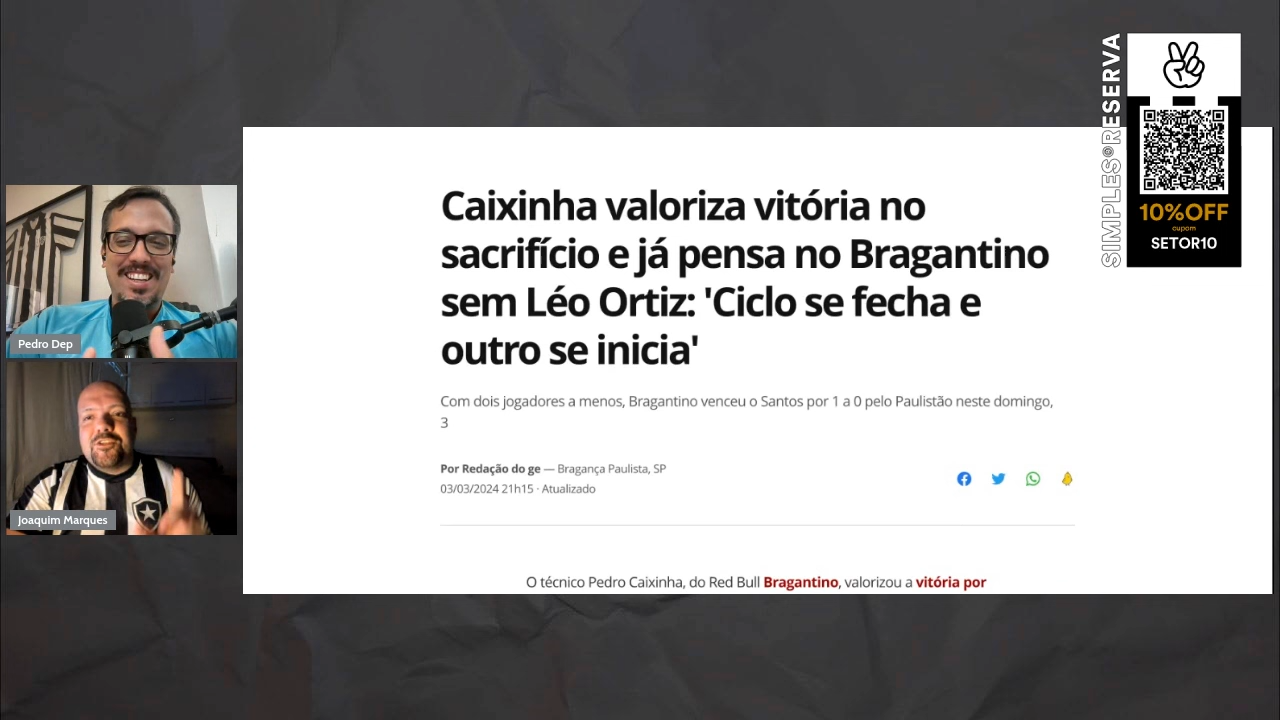 SIMPLES®RESERVA
10%OFF
cupom
SETOR10
Pedro Dep
Joaquim Marques
Caixinha valoriza vitória no
sacrifício e já pensa no Bragantino
sem Léo Ortiz: 'Ciclo se fecha e
outro se inicia'
Com dois jogadores a menos, Bragantino venceu o Santos por 1 a 0 pelo Paulistão neste domingo,
3
Por Redação do ge — Bragança Paulista, SP
03/03/2024 21h15 · Atualizado
O técnico Pedro Caixinha, do Red Bull Bragantino, valorizou a vitória por